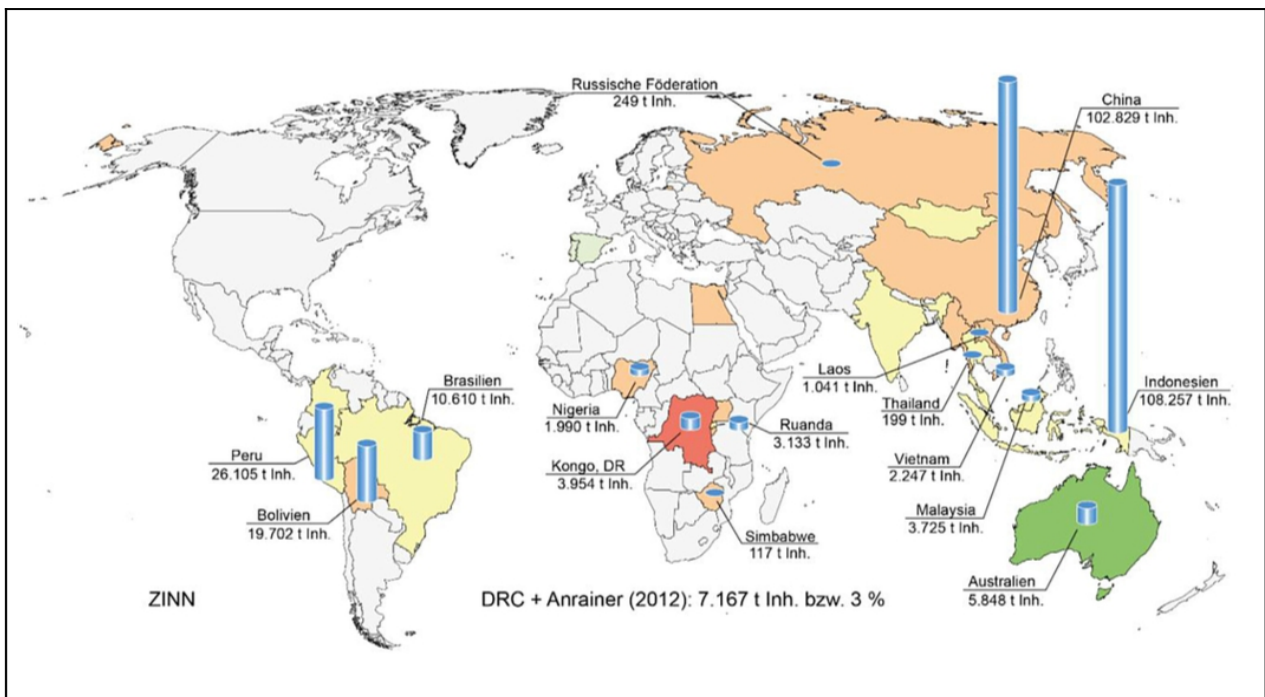 Russische Föderation
249 t Inh.
China
102.829 t Inh.
Brasilien
10.610 t Inh.
Peru
26.105 t Inh.
Bolivien
19.702 t Inh.
Nigeria
1.990 t Inh.
Kongo, DR
3.954 t Inh.
Ruanda
3.133 t Inh.
Simbabwe
117 t Inh.
Laos
1.041 t Inh.
Thailand
199 t Inh.
Vietnam
2.247 t Inh.
Malaysia
3.725 t Inh.
Indonesien
108.257 t Inh.
Australien
5.848 t Inh.
ZINN
DRC + Anrainer (2012): 7.167 t Inh. bzw. 3 %